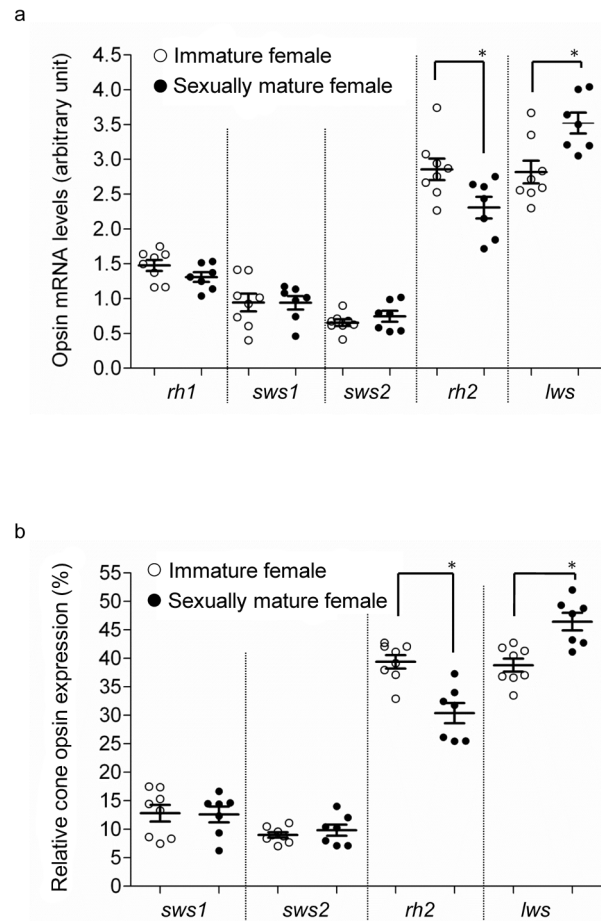 a
Opsin mRNA levels (arbitrary unit)
4.5
4.0
3.5
3.0
2.5
2.0
1.5
1.0
0.5
0.0
Immature female
Sexually mature female
*
*
rh1 sws1 sws2 rh2 lws
b
Relative cone opsin expression (%)
55
50
45
40
35
30
25
20
15
10
5
0
Immature female
Sexually mature female
*
*
sws1 sws2 rh2 lws